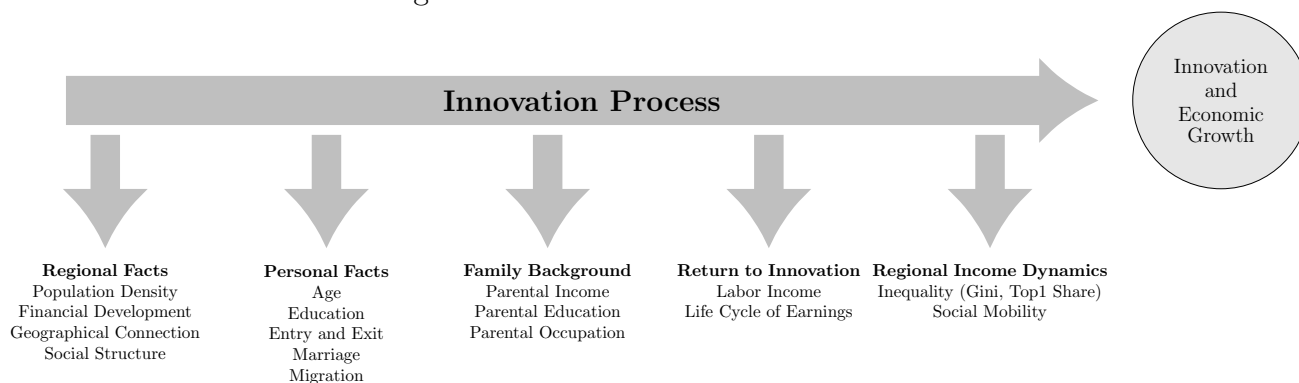 Innovation Process
Innovation
and
Economic
Growth
Regional Facts
Population Density
Financial Development
Geographical Connection
Social Structure
Personal Facts
Age
Education
Entry and Exit
Marriage
Migration
Family Background
Parental Income
Parental Education
Parental Occupation
Return to Innovation
Labor Income
Life Cycle of Earnings
Regional Income Dynamics
Inequality (Gini, Top1 Share)
Social Mobility